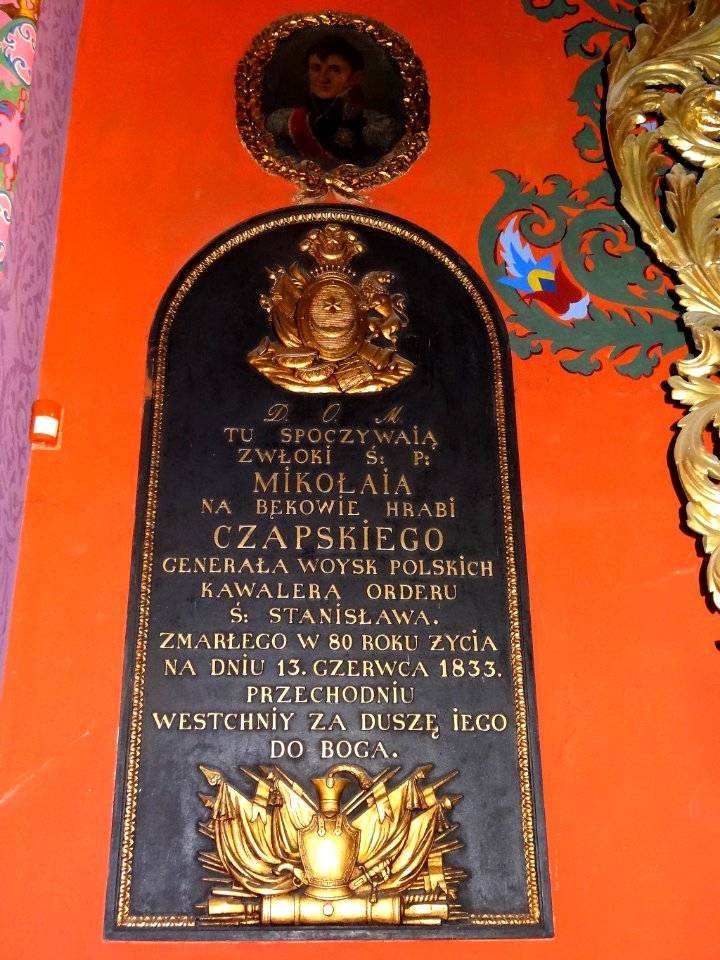 D. O. M.
TU SPOCZYWAIĄ
ZWŁOKI Ś: P:
MIKOŁAIA
NA BĘKOWIE HRABI
CZAPSKIEGO
GENERAŁA WOYSK POLSKICH
KAWALERA ORDERU
Ś: STANISŁAWA.
ZMARŁEGO W 80 ROKU ZYCIA
NA DNIU 13. CZERWCA 1833.
PRZECHODNIU
WESTCHNIY ZA DUSZĘ IEGO
DO BOGA.